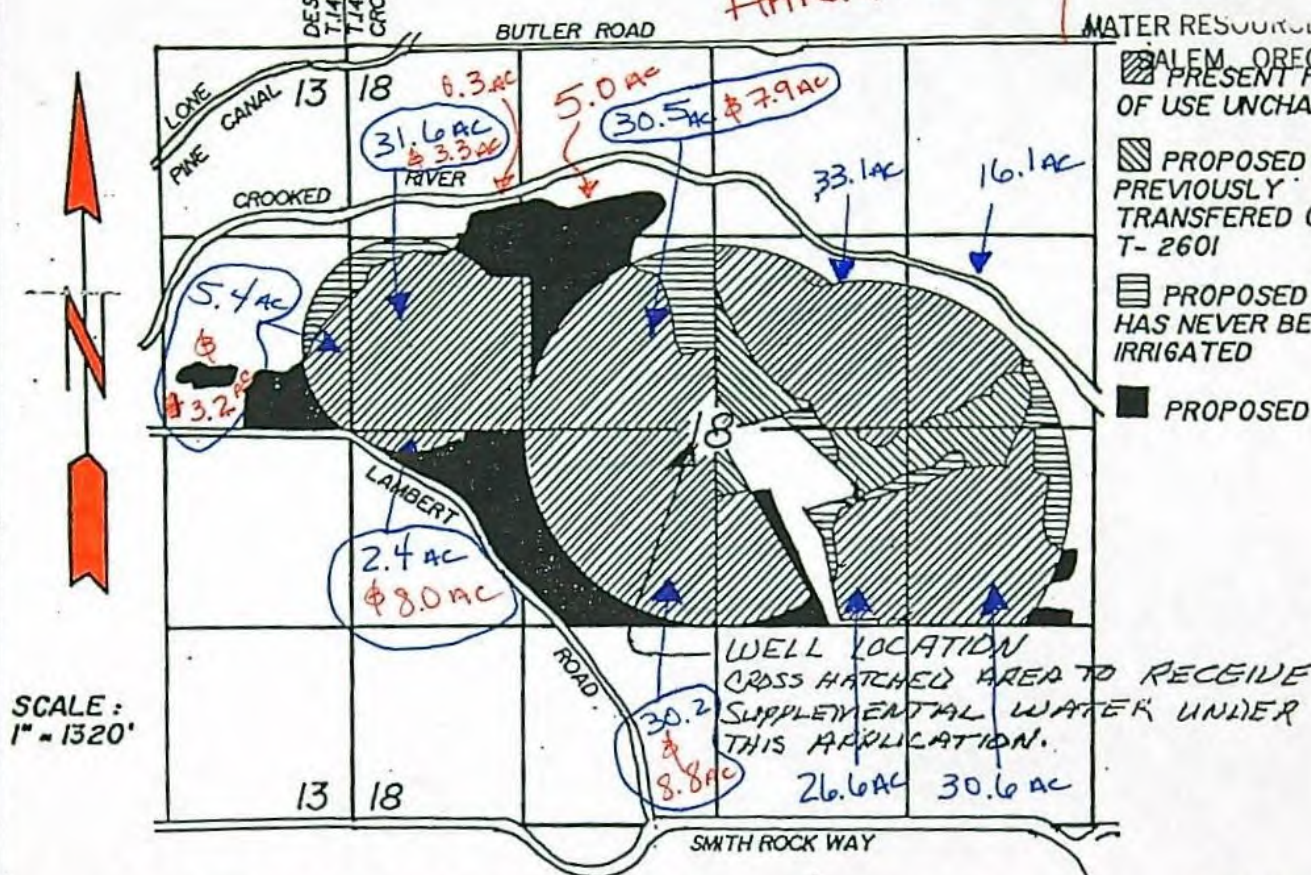 BUTLER ROAD
SALEM, OREG
PRESENT
OF USE UNCHA
PROPOSED
PREVIOUSLY
TRANSFERED
T-2601
PROPOSED
HAS NEVER BE
IRRIGATED
PROPOSED
LONE
PINE
CANAL
13 18
6.3 AC
5.0 AC
31.6 AC
& 3.3 AC
30.5 AC & 7.9 AC
33.1 AC
16.1 AC
CROOKED
RIVER
5.4 AC
&
3.2 AC
N
18
LAMBERT
ROAD
2.4 AC
& 8.0 AC
WELL LOCATION
CROSS HATCHED AREA TO RECEIVE
SUPPLEMENTAL WATER UNDER
THIS APPLICATION.
30.2
&
8.8 AC
26.6 AC 30.6 AC
SCALE:
1" = 1320'
13 18
SMITH ROCK WAY